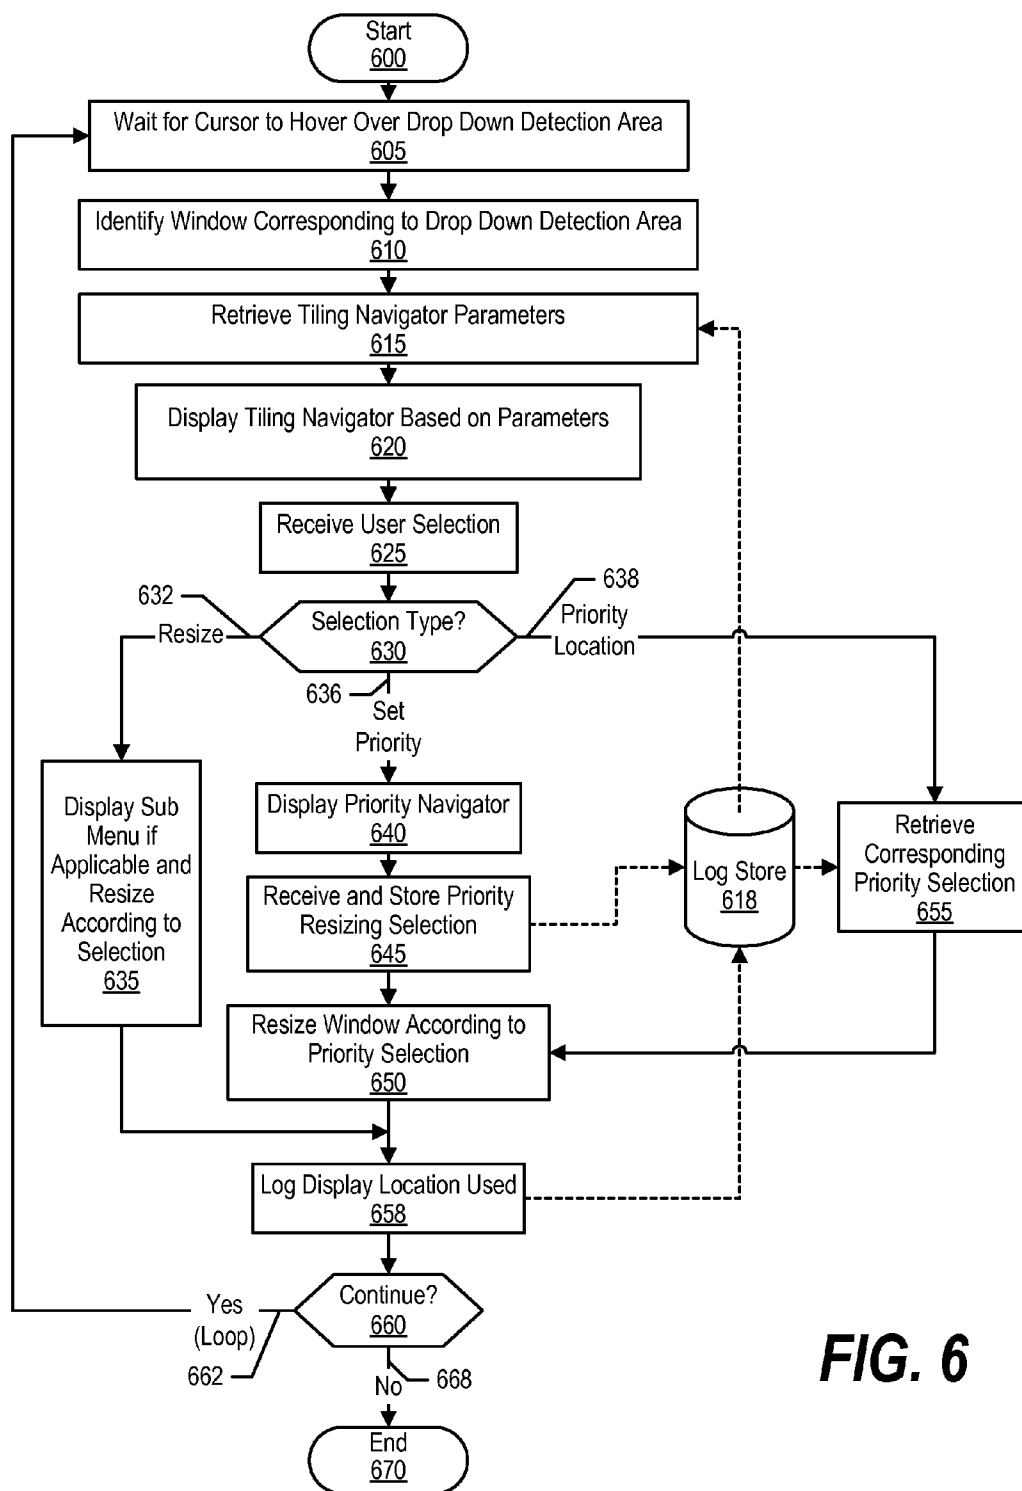 Start
600
Wait for Cursor to Hover Over Drop Down Detection Area
605
Identify Window Corresponding to Drop Down Detection Area
610
Retrieve Tiling Navigator Parameters
615
Display Tiling Navigator Based on Parameters
620
Receive User Selection
625
632
638
Selection Type?
630
Resize
Priority
Location
636
Set
Priority
Display Sub
Menu if
Applicable and
Resize
According to
Selection
635
Display Priority Navigator
640
Log Store
618
Retrieve
Corresponding
Priority Selection
655
Receive and Store Priority
Resizing Selection
645
Resize Window According to
Priority Selection
650
Log Display Location Used
658
Continue?
660
Yes
(Loop)
662
668
No
End
670
FIG. 6